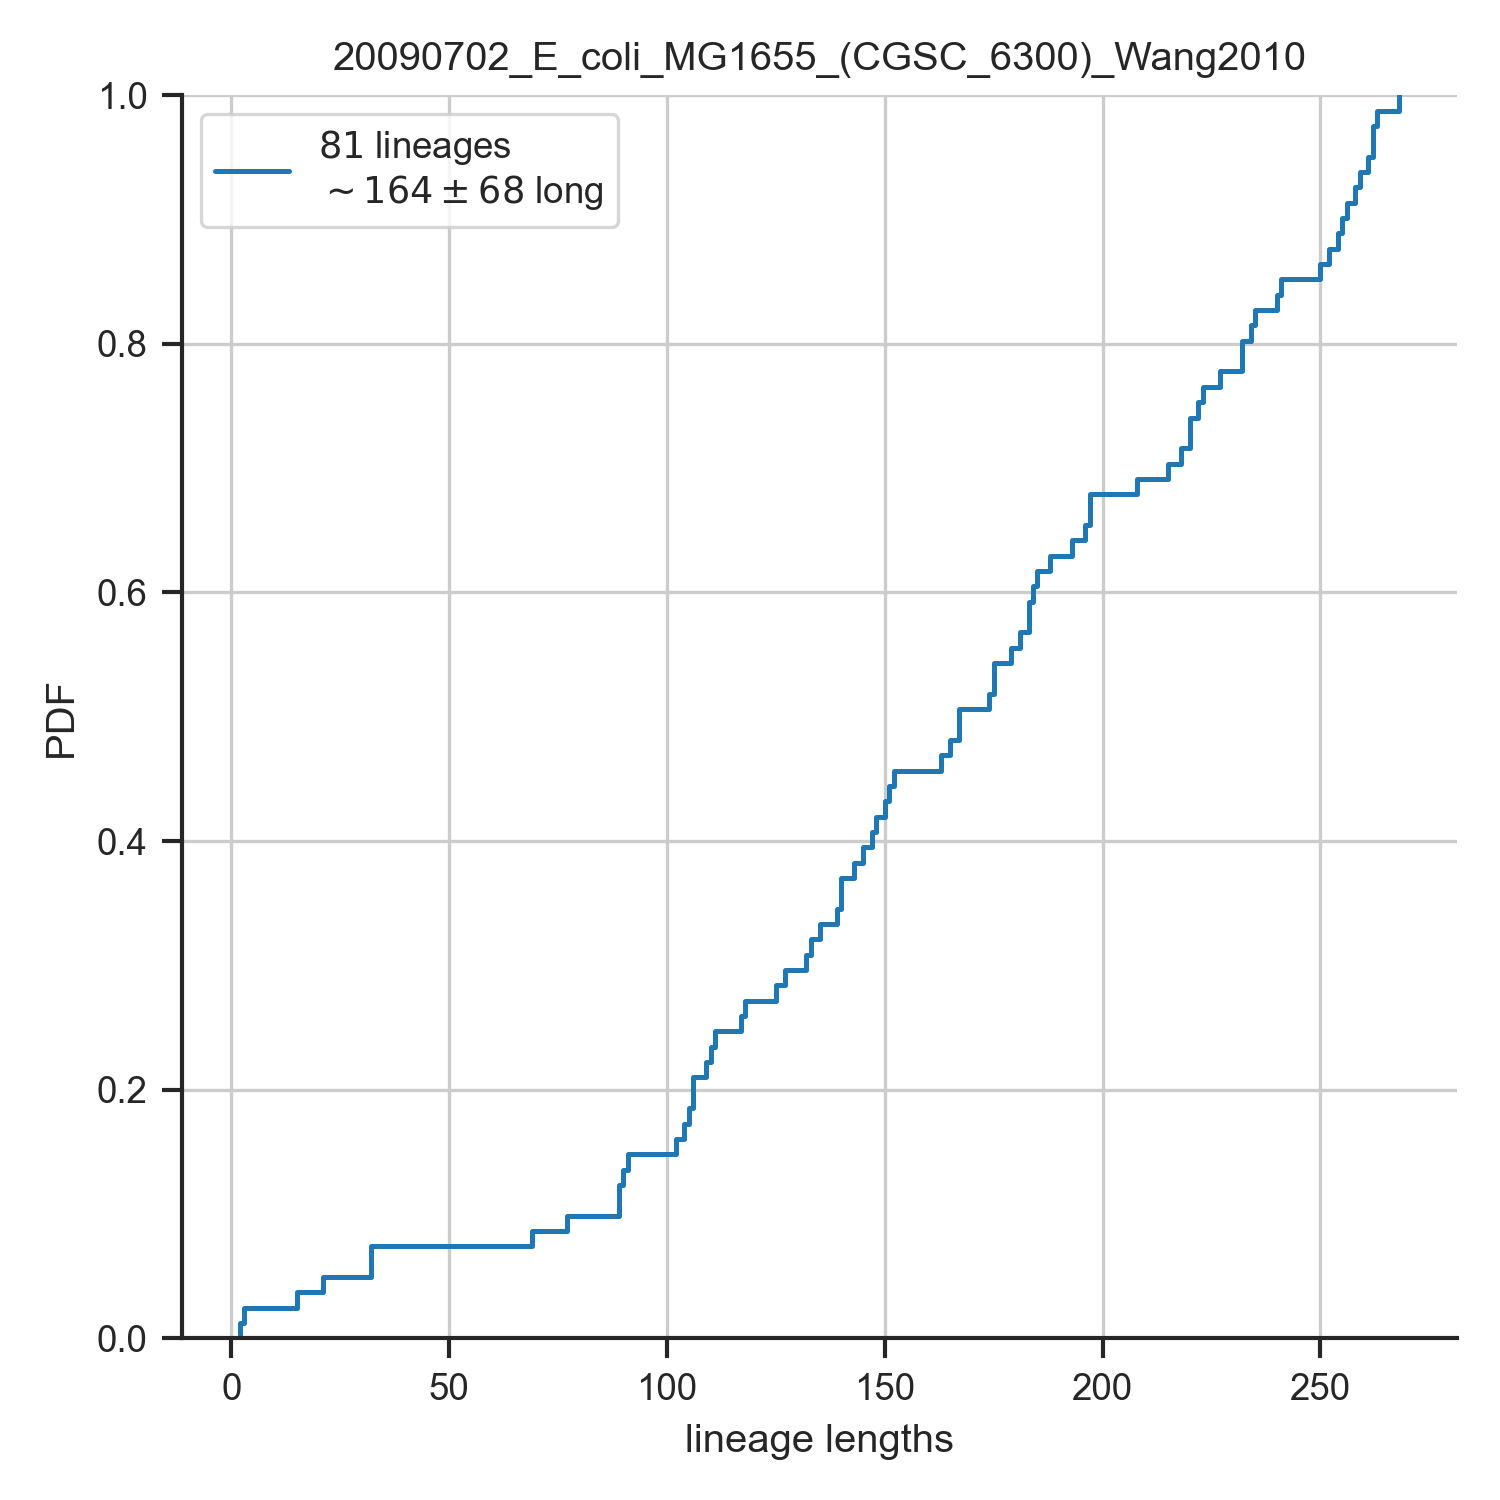 20090702_E_coli_MG1655_(CGSC_6300)_Wang2010
81 lineages
~164 ± 68 long
PDF
1.0
0.8
0.6
0.4
0.2
0.0
0 50 100 150 200 250
lineage lengths